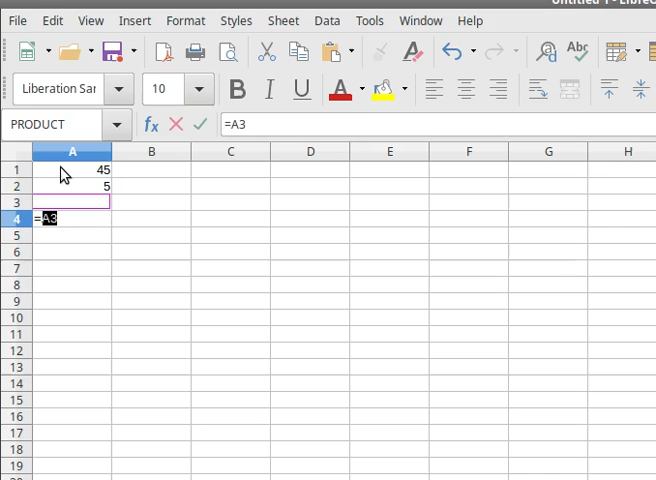 Untitled 1 - LibreO
File Edit View Insert Format Styles Sheet Data Tools Window Help
Abc
Liberation Sar 10 B I U A
PRODUCT fx =A3
A B C D E F G H
1 45
2 5
3
4 =A3
5
6
7
8
9
10
11
12
13
14
15
16
17
18
19